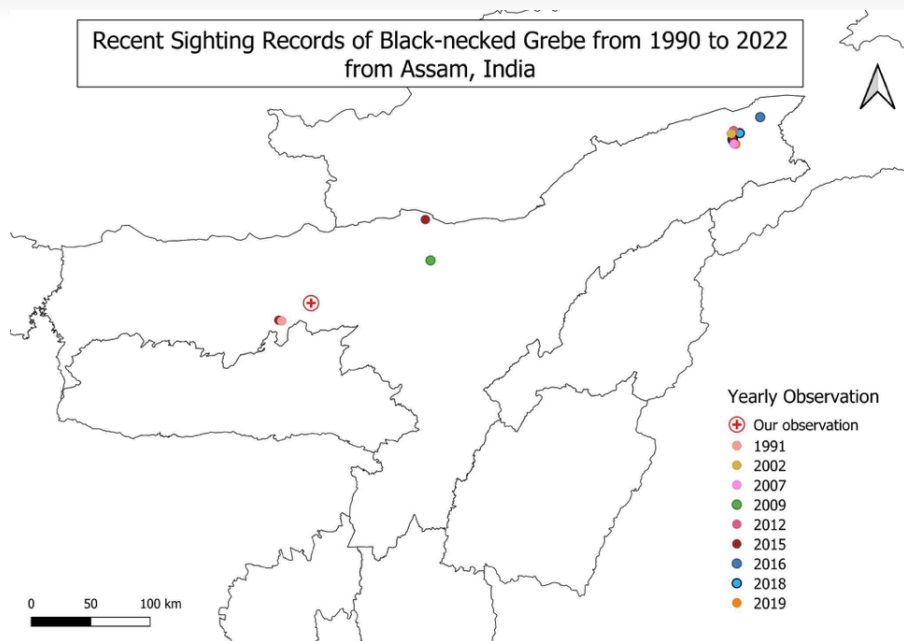 Recent Sighting Records of Black-necked Grebe from 1990 to 2022
from Assam, India
Yearly Observation
Our observation
1991
2002
2007
2009
2012
2015
2016
2018
2019
0 50 100 km